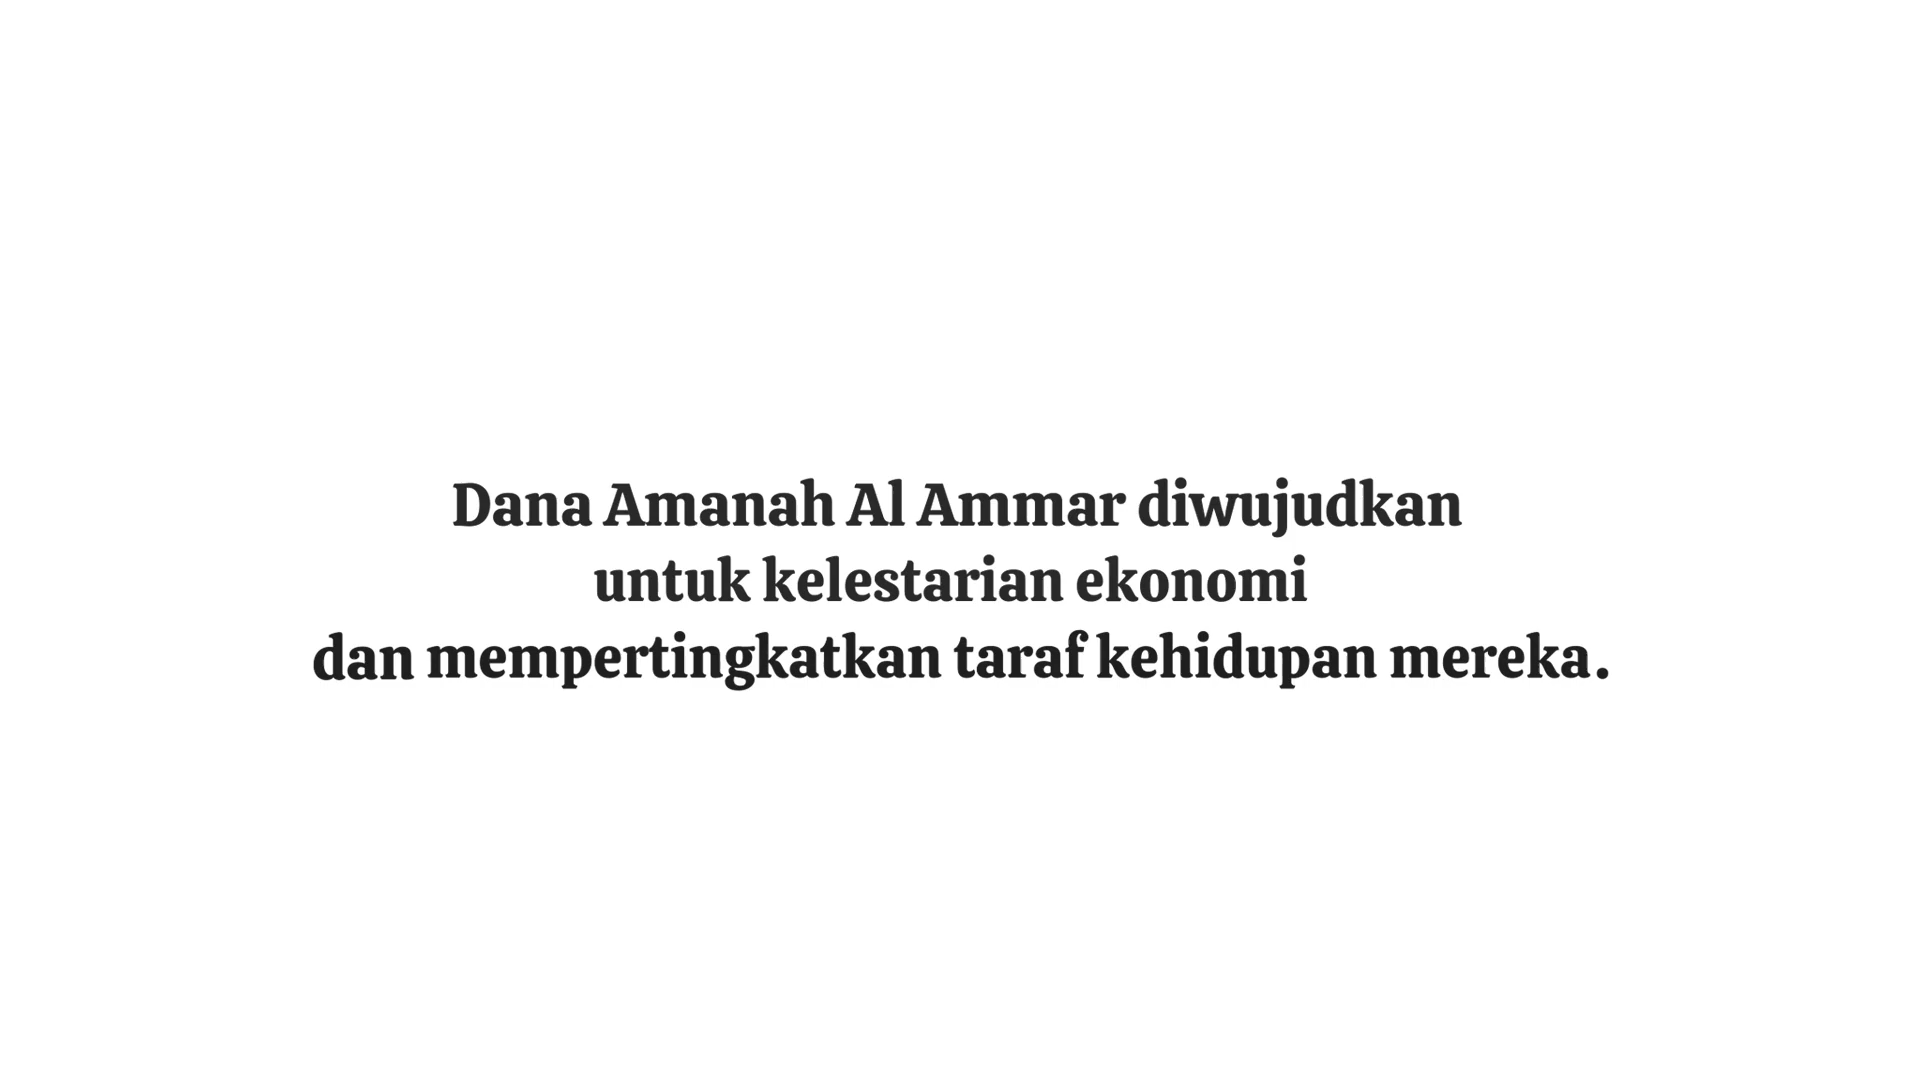 Dana Amanah Al Ammar diwujudkan
untuk kelestarian ekonomi
dan mempertingkatkan taraf kehidupan mereka.